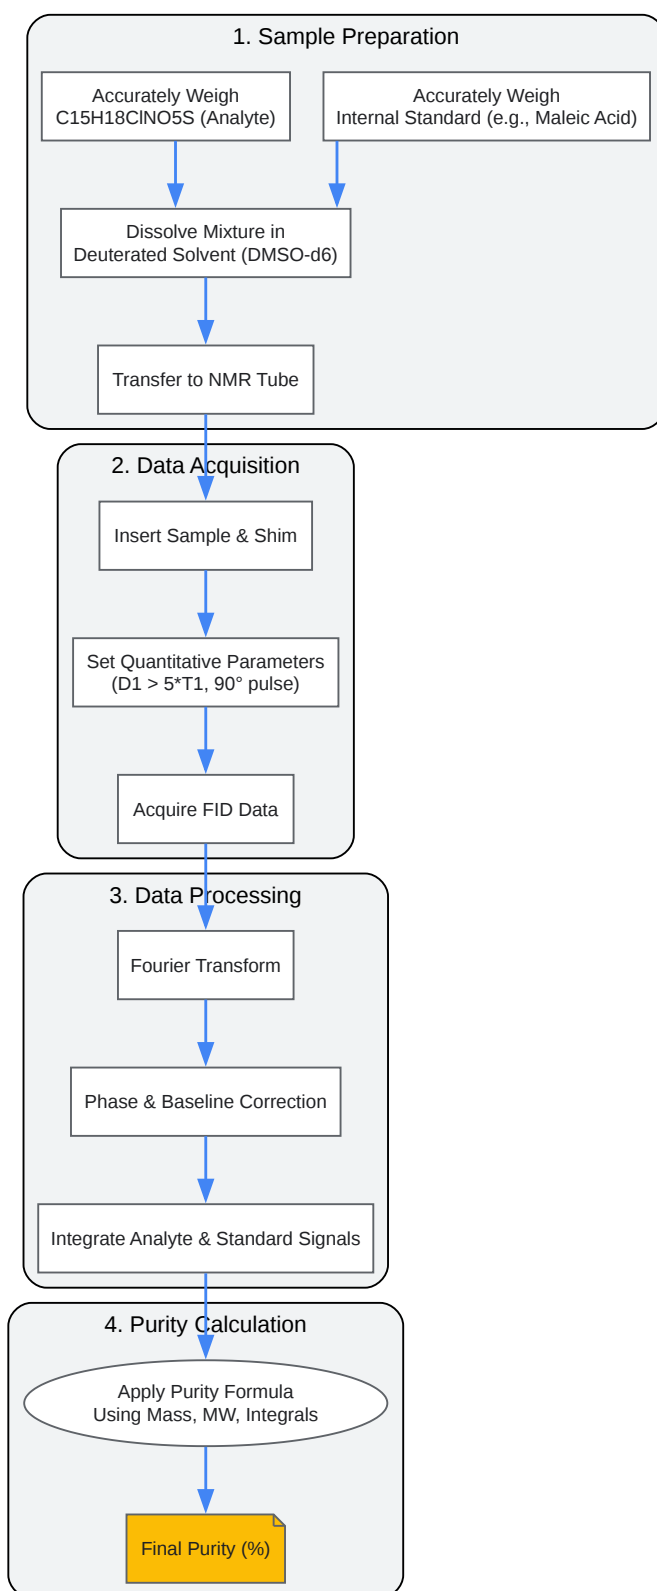 1. Sample Preparation
Accurately Weigh
C15H18ClNO5S (Analyte)
Accurately Weigh
Internal Standard (e.g., Maleic Acid)
Dissolve Mixture in
Deuterated Solvent (DMSO-d6)
Transfer to NMR Tube
2. Data Acquisition
Insert Sample & Shim
Set Quantitative Parameters
(D1 > 5*T1, 90° pulse)
Acquire FID Data
3. Data Processing
Fourier Transform
Phase & Baseline Correction
Integrate Analyte & Standard Signals
4. Purity Calculation
Apply Purity Formula
Using Mass, MW, Integrals
Final Purity (%)